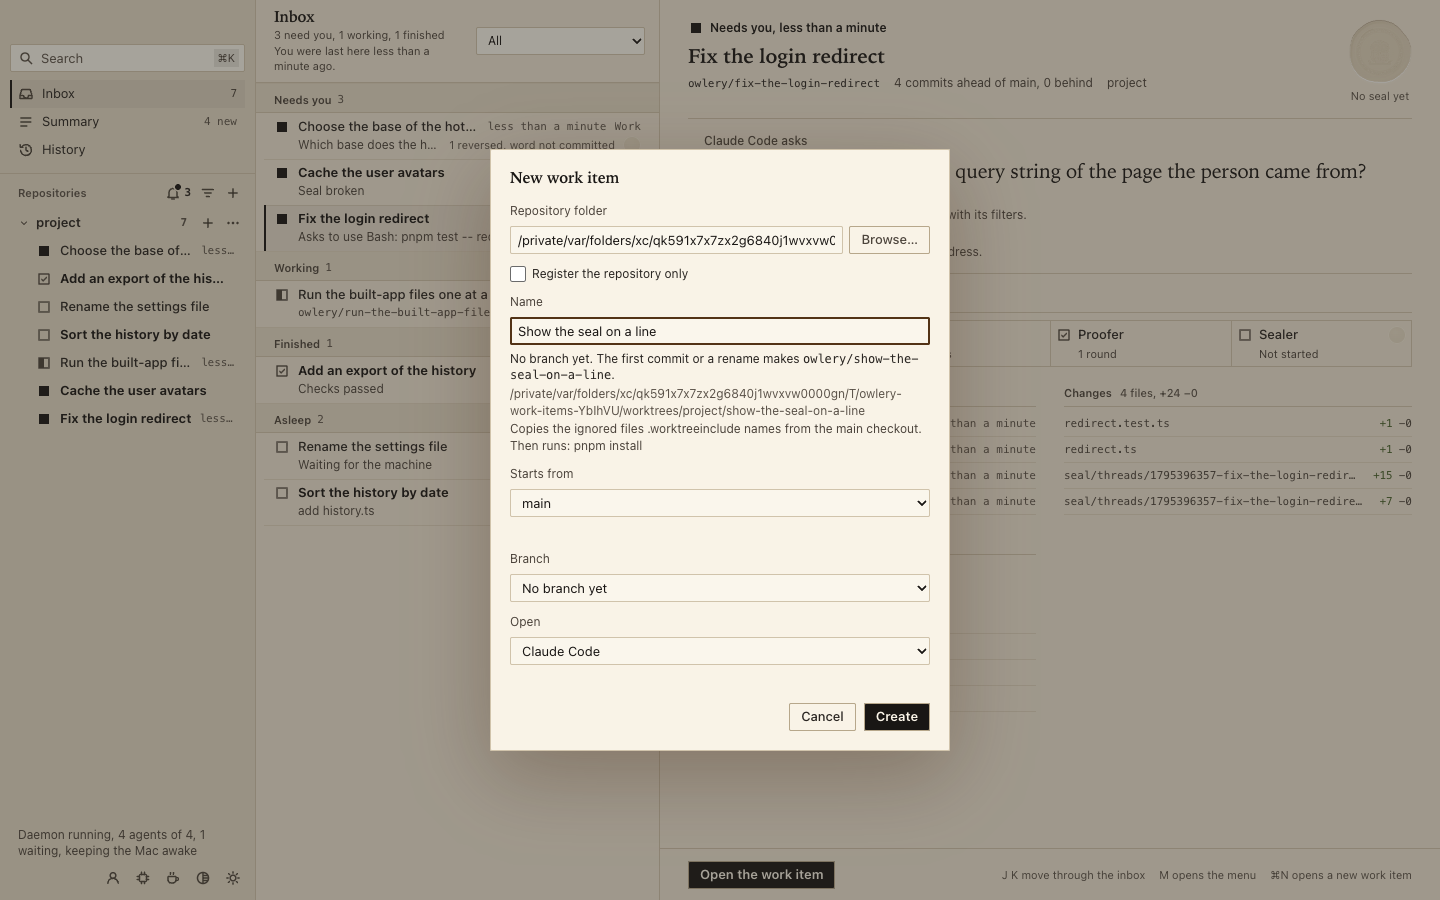 Search ⌘K
Inbox 7
Summary 4 new
History
Repositories 3
project 7
Choose the base of... less...
Add an export of the his...
Rename the settings file
Sort the history by date
Run the built-app fi... less...
Cache the user avatars
Fix the login redirect less...
Daemon running, 4 agents of 4, 1
waiting, keeping the Mac awake
Inbox
3 need you, 1 working, 1 finished
You were last here less than a
minute ago.
All
Needs you 3
Choose the base of the hot... less than a minute Work
Which base does the h... 1 reversed, word not committed
Cache the user avatars
Seal broken
Fix the login redirect
Asks to use Bash: pnpm test -- re
Working 1
Run the built-app files one at a
owlery/run-the-built-app-file
Finished 1
Add an export of the history
Checks passed
Asleep 2
Rename the settings file
Waiting for the machine
Sort the history by date
add history.ts
Needs you, less than a minute
Fix the login redirect
owlery/fix-the-login-redirect 4 commits ahead of main, 0 behind project
No seal yet
Claude Code asks
query string of the page the person came from?
with its filters.
dress.
Proofer
1 round
Sealer
Not started
Changes 4 files, +24 −0
than a minute redirect.test.ts +1 −0
than a minute redirect.ts +1 −0
than a minute seal/threads/1795396357-fix-the-login-redir... +15 −0
than a minute seal/threads/1795396357-fix-the-login-redire... +7 −0
Open the work item
J K move through the inbox M opens the menu ⌘N opens a new work item
New work item
Repository folder
/private/var/folders/xc/qk591x7x7zx2g6840j1wvxvw0 Browse...
Register the repository only
Name
Show the seal on a line
No branch yet. The first commit or a rename makes owlery/show-the-
seal-on-a-line.
/private/var/folders/xc/qk591x7x7zx2g6840j1wvxvw0000gn/T/owlery-
work-items-YbIhVU/worktrees/project/show-the-seal-on-a-line
Copies the ignored files .worktreeinclude names from the main checkout.
Then runs: pnpm install
Starts from
main
Branch
No branch yet
Open
Claude Code
Cancel Create